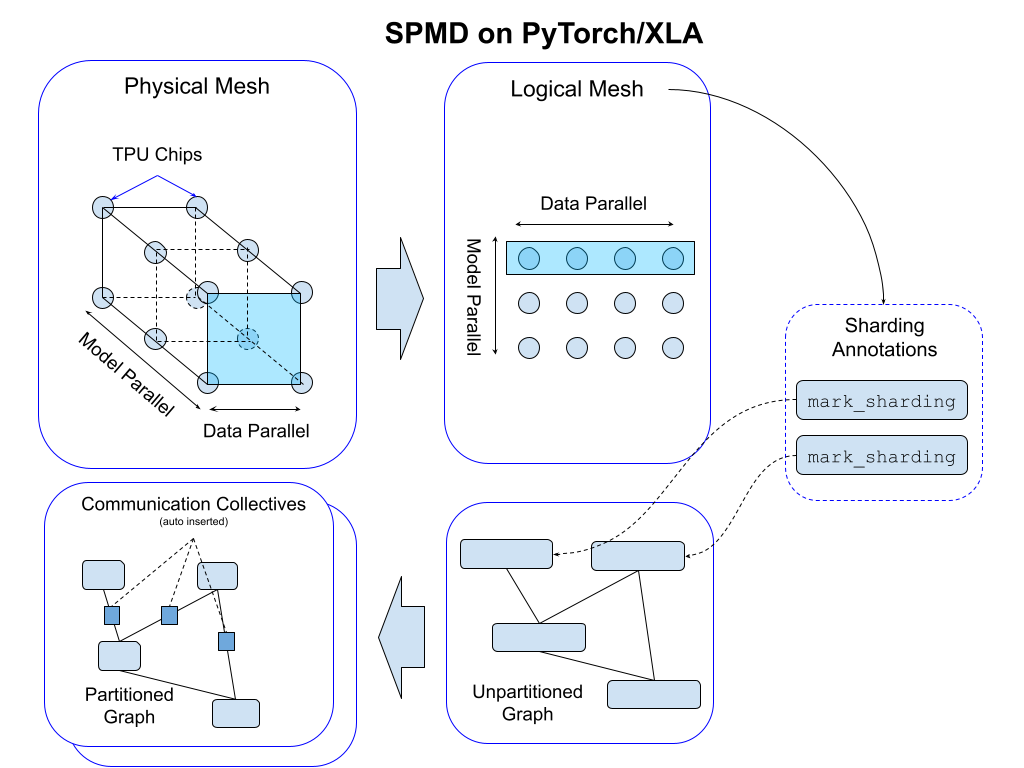 SPMD on PyTorch/XLA
Physical Mesh
TPU Chips
Model Parallel
Data Parallel
Logical Mesh
Data Parallel
Model Parallel
Sharding
Annotations
mark_sharding
mark_sharding
Communication Collectives
(auto inserted)
Partitioned
Graph
Unpartitioned
Graph